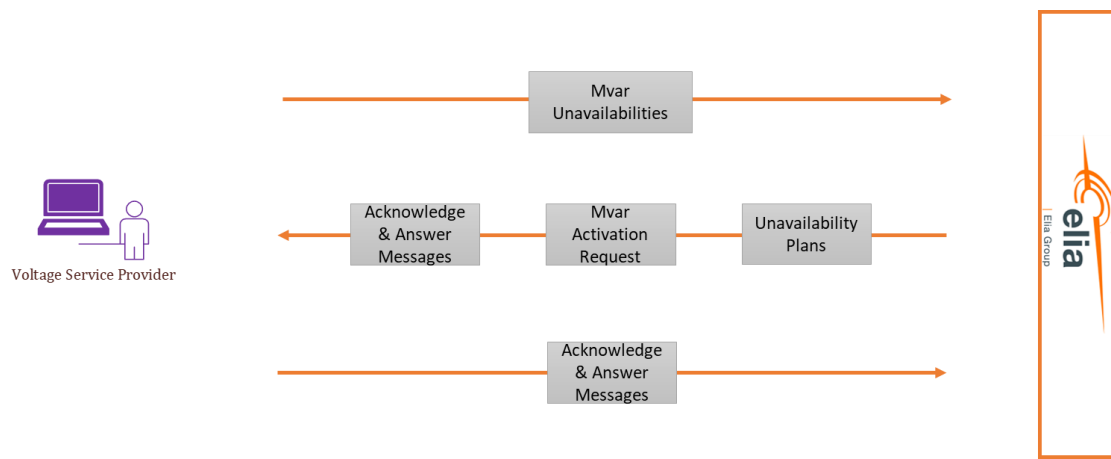 Mvar
Unavailabilities
Acknowledge
& Answer
Messages
Mvar
Activation
Request
Unavailability
Plans
Voltage Service Provider
elia
Elia Group
Acknowledge
& Answer
Messages